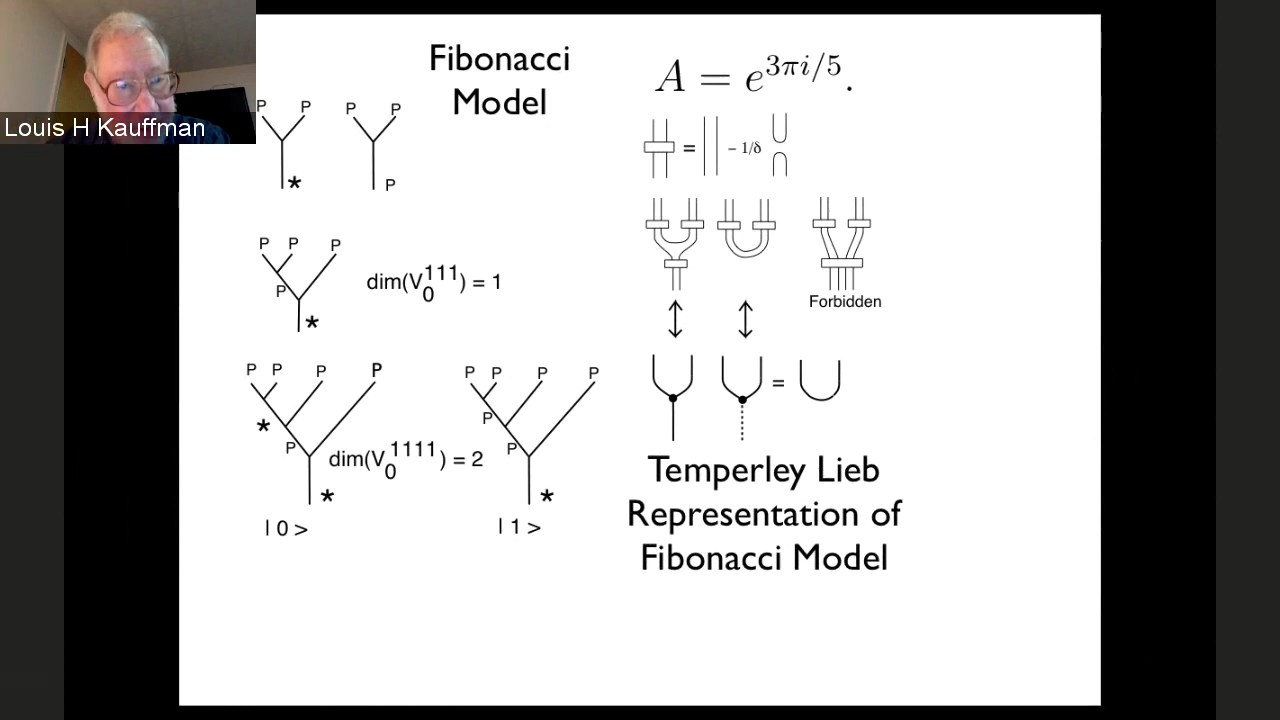 Louis H Kauffman
Fibonacci
Model
A = e^{3πi/5}.
P P P P
* P
= – 1/δ
P P P
P
*
dim(V_0^{111}) = 1
Forbidden
P P P P
*
P
*
| 0 >
dim(V_0^{1111}) = 2
P P P P
P
P
*
| 1 >
=
Temperley Lieb
Representation of
Fibonacci Model